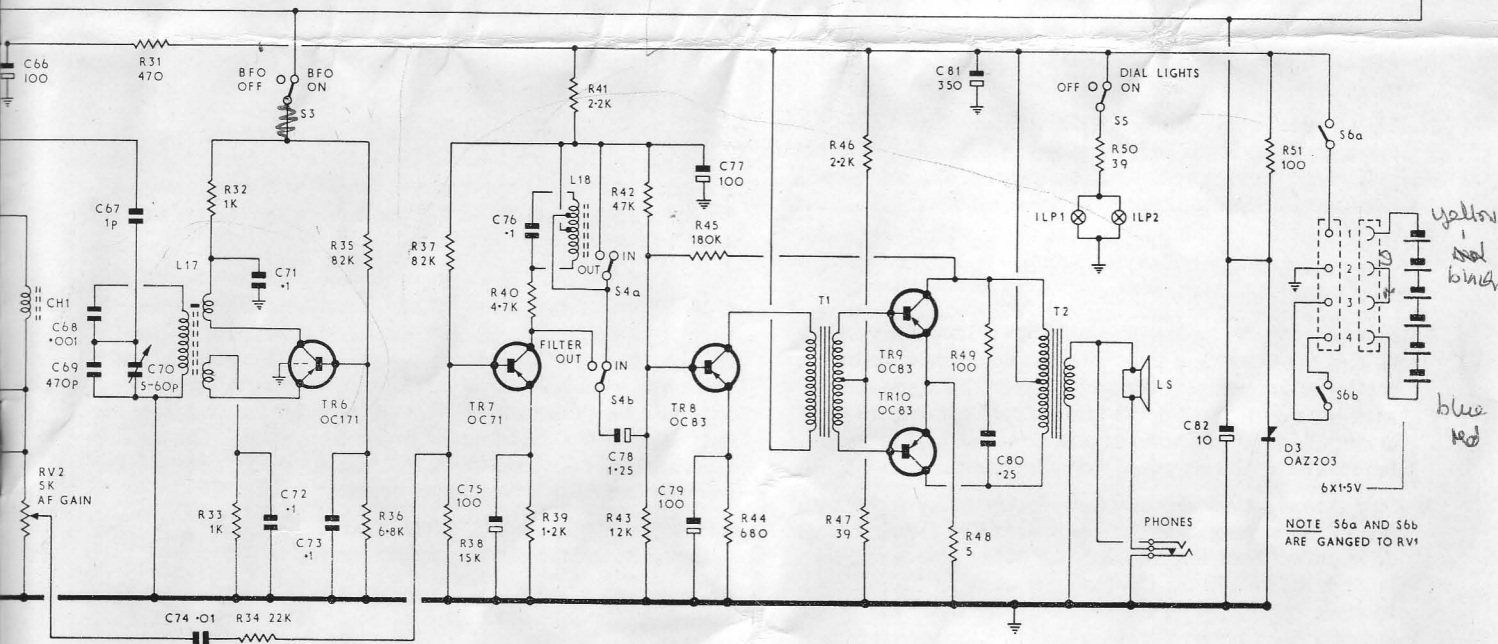 C66
100
R31
470
BFO
OFF
BFO
ON
S3
R41
2·2K
C81
350
DIAL LIGHTS
OFF
ON
S5
R50
39
R46
2·2K
R51
100
S6a
C67
1p
R32
1K
R35
82K
R37
82K
C76
·1
L18
R42
47K
C77
100
R45
180K
ILP1
ILP2
L17
C71
·1
IN
OUT
S4a
1
2
3
4
yellow
black
CH1
C68
·001
C69
470p
C70
5-60p
R40
4·7K
FILTER
OUT
IN
S4b
T1
T2
TR6
OC171
TR7
OC71
TR8
OC83
TR9
OC83
TR10
OC83
R49
100
LS
S6b
blue
red
C78
1·25
C80
·25
C82
10
D3
OAZ203
6X1·5V
RV2
5K
AF GAIN
R33
1K
C72
·1
C73
·1
R36
6·8K
C75
100
R38
15K
R39
1·2K
R43
12K
C79
100
R44
680
R47
39
R48
5
PHONES
NOTE S6a AND S6b
ARE GANGED TO RV1
C74 ·01 R34 22K